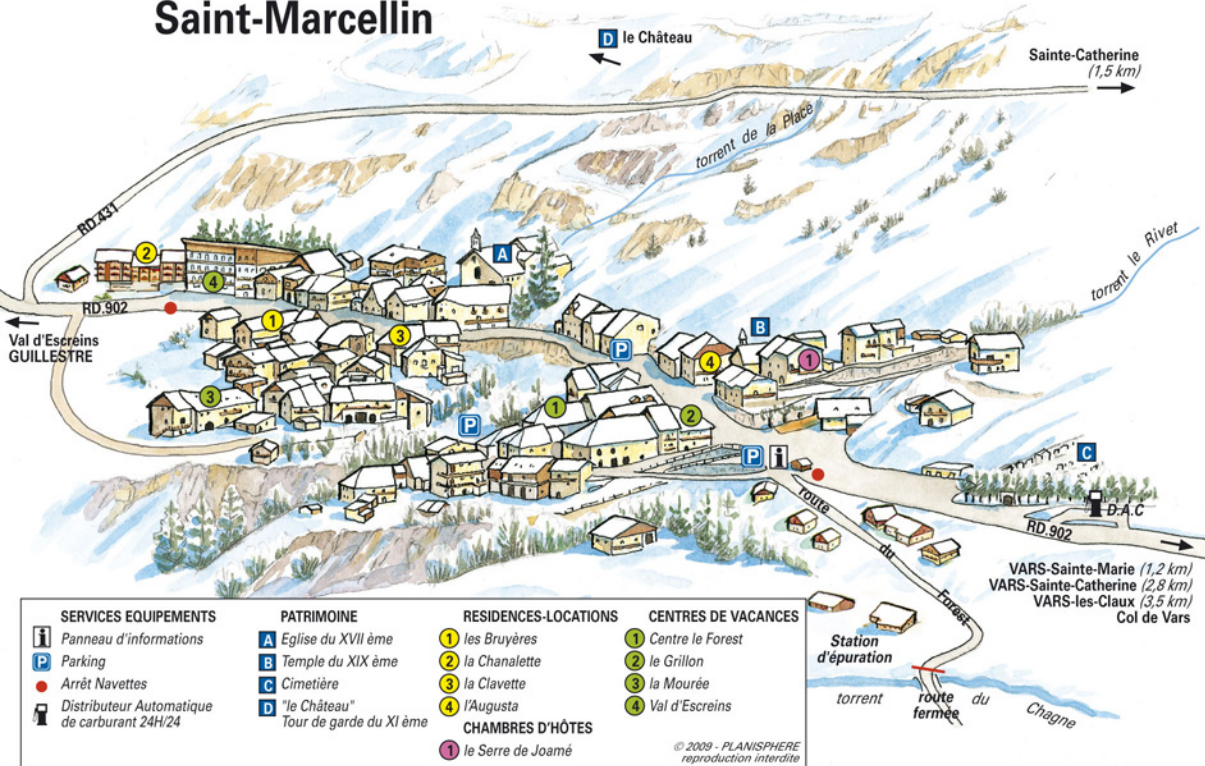 Saint-Marcellin
D le Château
Sainte-Catherine
(1,5 km)
torrent de la Place
RD.431
torrent le Rivet
2
4
A
RD.902
Val d'Escreins
GUILLESTRE
1
3
P
B
4
1
3
1
2
P
P
i
C
D.A.C
route du Forest
RD.902
VARS-Sainte-Marie (1,2 km)
VARS-Sainte-Catherine (2,8 km)
VARS-les-Claux (3,5 km)
Col de Vars
Station
d'épuration
torrent du Chagne
route
fermée
SERVICES EQUIPEMENTS
i Panneau d'informations
P Parking
Arrêt Navettes
Distributeur Automatique
de carburant 24H/24
PATRIMOINE
A Eglise du XVII ème
B Temple du XIX ème
C Cimetière
D "le Château"
Tour de garde du XI ème
RESIDENCES-LOCATIONS
1 les Bruyères
2 la Chanalette
3 la Clavette
4 l'Augusta
CHAMBRES D'HÔTES
1 le Serre de Joamé
CENTRES DE VACANCES
1 Centre le Forest
2 le Grillon
3 la Mourée
4 Val d'Escreins
© 2009 - PLANISPHERE
reproduction interdite